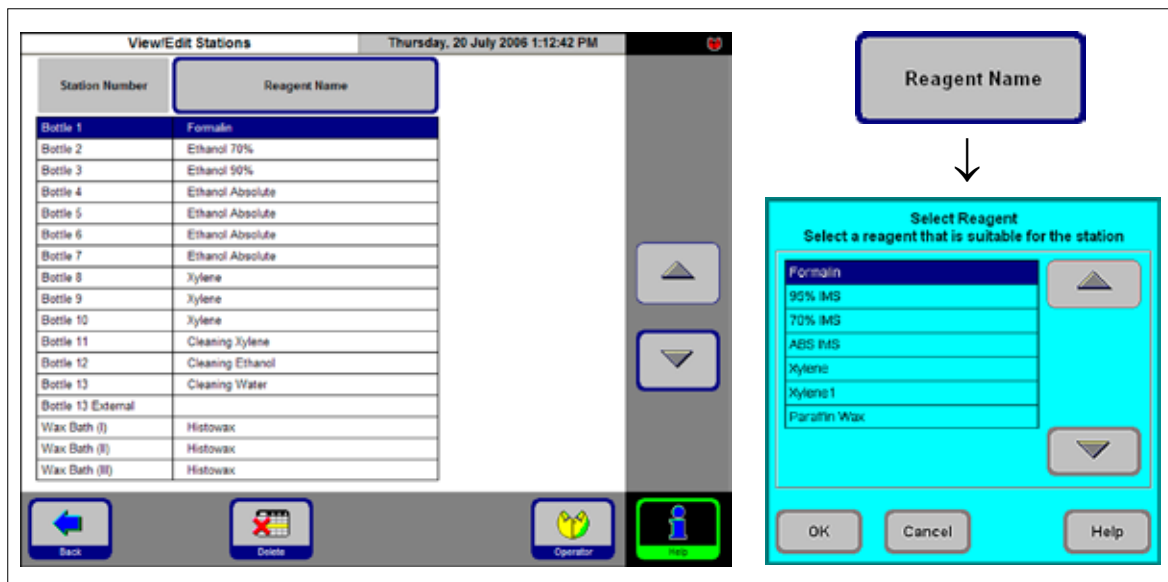 View/Edit Stations Thursday, 20 July 2006 1:12:42 PM
Station Number Reagent Name
Bottle 1 Formalin
Bottle 2 Ethanol 70%
Bottle 3 Ethanol 90%
Bottle 4 Ethanol Absolute
Bottle 5 Ethanol Absolute
Bottle 6 Ethanol Absolute
Bottle 7 Ethanol Absolute
Bottle 8 Xylene
Bottle 9 Xylene
Bottle 10 Xylene
Bottle 11 Cleaning Xylene
Bottle 12 Cleaning Ethanol
Bottle 13 Cleaning Water
Bottle 13 External
Wax Bath (I) Histowax
Wax Bath (II) Histowax
Wax Bath (III) Histowax
Back Delete Operator Help
Reagent Name
Select Reagent
Select a reagent that is suitable for the station
Formalin
95% IMS
70% IMS
ABS IMS
Xylene
Xylene1
Paraffin Wax
OK Cancel Help